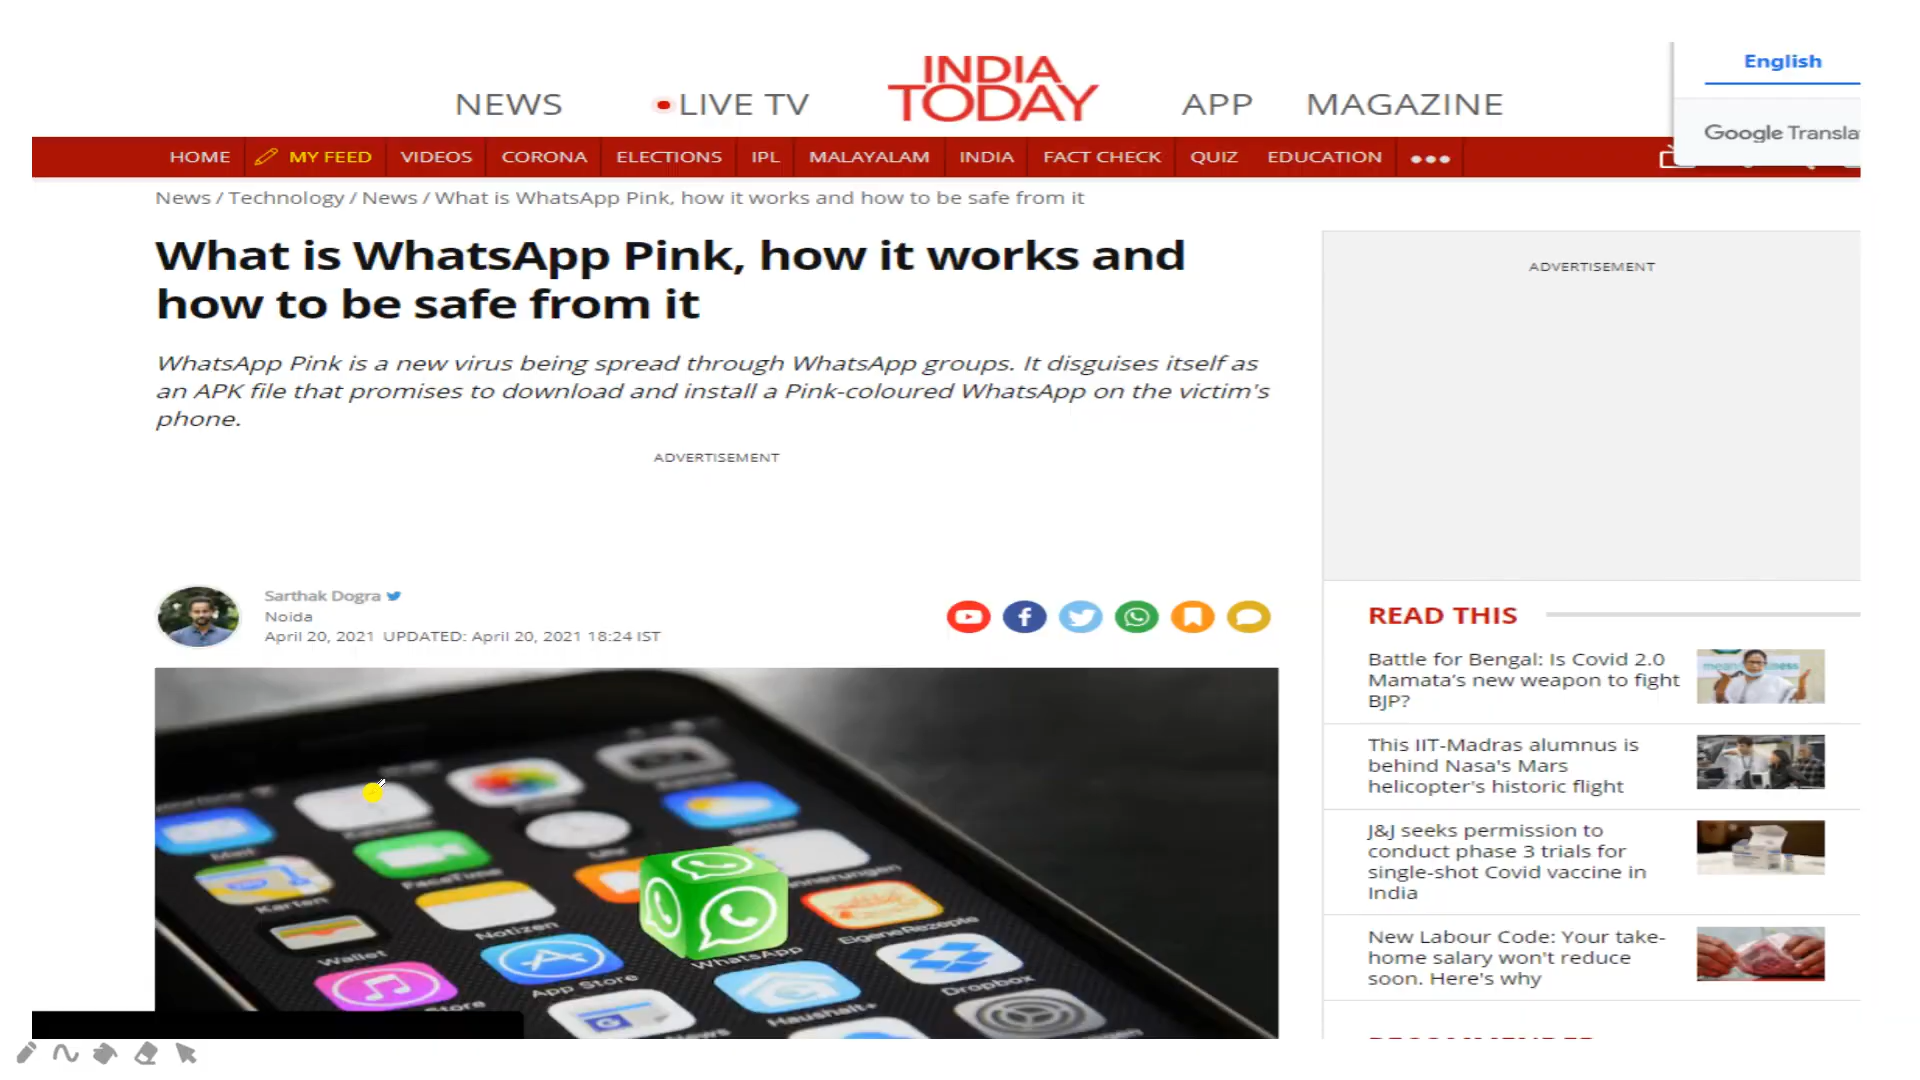 English
Google Transla
NEWS
LIVE TV
INDIA
TODAY
APP
MAGAZINE
HOME
MY FEED
VIDEOS
CORONA
ELECTIONS
IPL
MALAYALAM
INDIA
FACT CHECK
QUIZ
EDUCATION
News / Technology / News / What is WhatsApp Pink, how it works and how to be safe from it
What is WhatsApp Pink, how it works and
how to be safe from it
WhatsApp Pink is a new virus being spread through WhatsApp groups. It disguises itself as
an APK file that promises to download and install a Pink-coloured WhatsApp on the victim's
phone.
ADVERTISEMENT
Sarthak Dogra
Noida
April 20, 2021 UPDATED: April 20, 2021 18:24 IST
FaceTime
Karten
Notizen
Wallet
WhatsApp
EigeneRezepte
App Store
Store
Dropbox
Haushalt+
News
ADVERTISEMENT
READ THIS
Battle for Bengal: Is Covid 2.0
Mamata's new weapon to fight
BJP?
This IIT-Madras alumnus is
behind Nasa's Mars
helicopter's historic flight
J&J seeks permission to
conduct phase 3 trials for
single-shot Covid vaccine in
India
New Labour Code: Your take-
home salary won't reduce
soon. Here's why